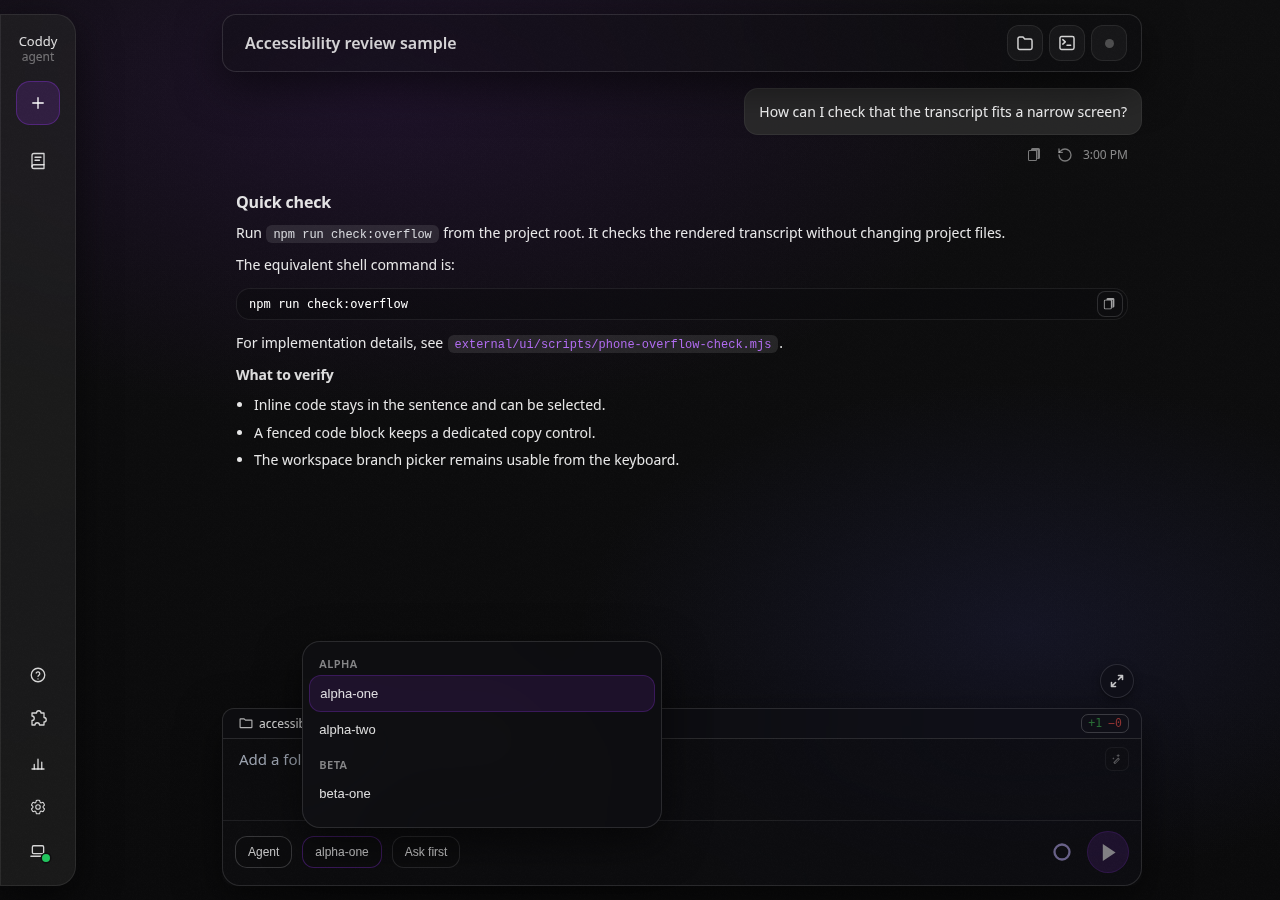 Coddy
agent
Accessibility review sample
How can I check that the transcript fits a narrow screen?
3:00 PM
Quick check
Run npm run check:overflow from the project root. It checks the rendered transcript without changing project files.
The equivalent shell command is:
npm run check:overflow
For implementation details, see external/ui/scripts/phone-overflow-check.mjs.
What to verify
• Inline code stays in the sentence and can be selected.
• A fenced code block keeps a dedicated copy control.
• The workspace branch picker remains usable from the keyboard.
ALPHA
alpha-one
alpha-two
BETA
beta-one
+1 −0
Add a
Agent
alpha-one
Ask first